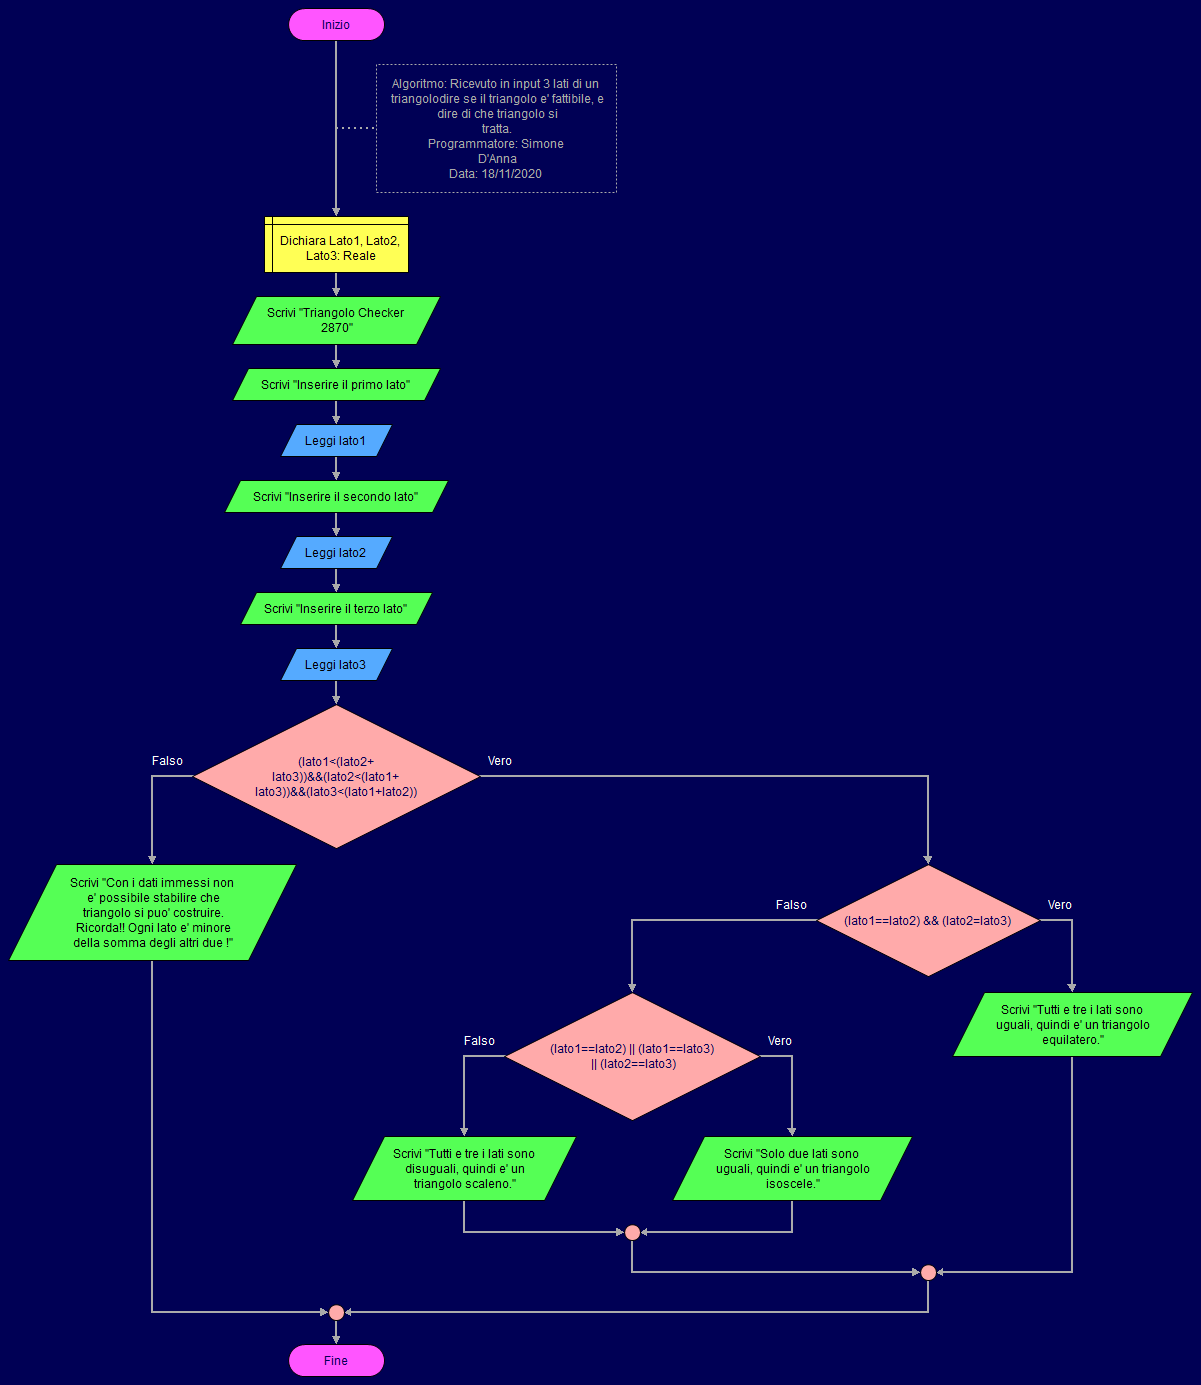 Inizio
Algoritmo: Ricevuto in input 3 lati di un
triangolodire se il triangolo e' fattibile, e
dire di che triangolo si
tratta.
Programmatore: Simone
D'Anna
Data: 18/11/2020
Dichiara Lato1, Lato2,
Lato3: Reale
Scrivi "Triangolo Checker
2870"
Scrivi "Inserire il primo lato"
Leggi lato1
Scrivi "Inserire il secondo lato"
Leggi lato2
Scrivi "Inserire il terzo lato"
Leggi lato3
Falso
(lato1<(lato2+
lato3))&&(lato2<(lato1+
lato3))&&(lato3<(lato1+lato2))
Vero
Scrivi "Con i dati immessi non
e' possibile stabilire che
triangolo si puo' costruire.
Ricorda!! Ogni lato e' minore
della somma degli altri due !"
Falso
(lato1==lato2) && (lato2=lato3)
Vero
Scrivi "Tutti e tre i lati sono
uguali, quindi e' un triangolo
equilatero."
Falso
(lato1==lato2) || (lato1==lato3)
|| (lato2==lato3)
Vero
Scrivi "Tutti e tre i lati sono
disuguali, quindi e' un
triangolo scaleno."
Scrivi "Solo due lati sono
uguali, quindi e' un triangolo
isoscele."
Fine